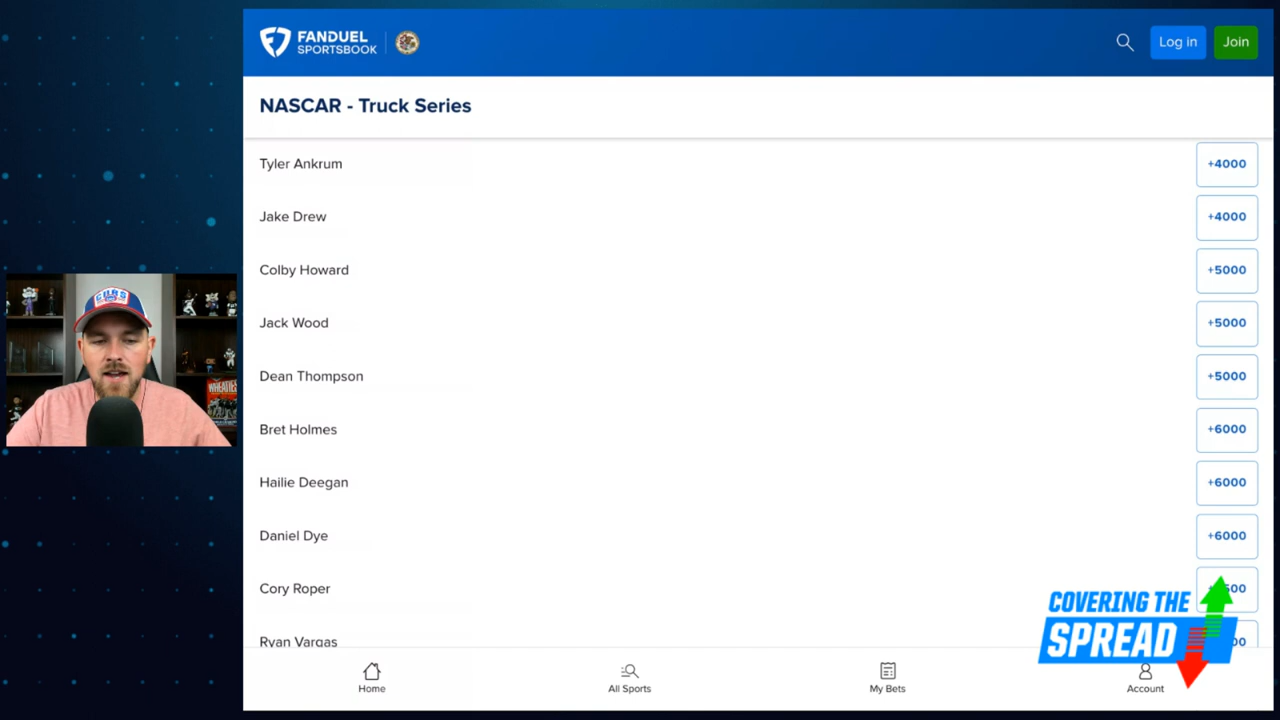 FANDUEL
SPORTSBOOK
Log in
Join
NASCAR - Truck Series
Tyler Ankrum +4000
Jake Drew +4000
Colby Howard +5000
Jack Wood +5000
Dean Thompson +5000
Bret Holmes +6000
Hailie Deegan +6000
Daniel Dye +6000
Cory Roper
Ryan Vargas
COVERING THE
SPREAD
Home
All Sports
My Bets
Account
CUBS
WHEATIES